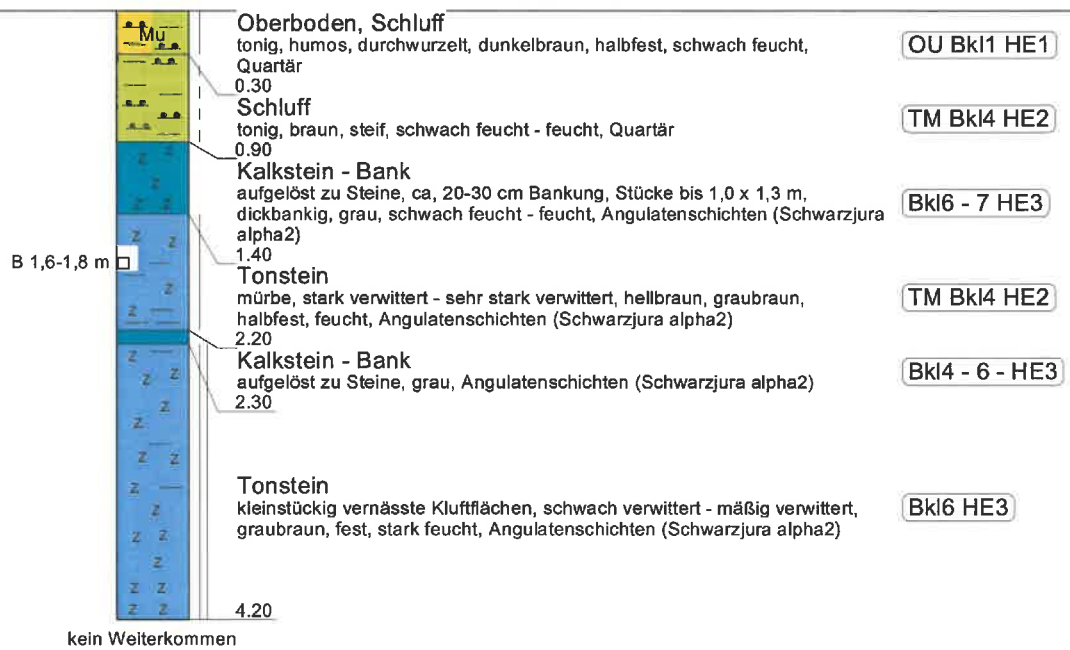 Mu
Oberboden, Schluff
tonig, humos, durchwurzelt, dunkelbraun, halbfest, schwach feucht,
Quartär
0.30
OU Bkl1 HE1
Schluff
tonig, braun, steif, schwach feucht - feucht, Quartär
0.90
TM Bkl4 HE2
Kalkstein - Bank
aufgelöst zu Steine, ca, 20-30 cm Bankung, Stücke bis 1,0 x 1,3 m,
dickbankig, grau, schwach feucht - feucht, Angulatenschichten (Schwarzjura
alpha2)
1.40
Bkl6 - 7 HE3
B 1,6-1,8 m
Tonstein
mürbe, stark verwittert - sehr stark verwittert, hellbraun, graubraun,
halbfest, feucht, Angulatenschichten (Schwarzjura alpha2)
2.20
TM Bkl4 HE2
Kalkstein - Bank
aufgelöst zu Steine, grau, Angulatenschichten (Schwarzjura alpha2)
2.30
Bkl4 - 6 - HE3
Tonstein
kleinstückig vernässte Kluftflächen, schwach verwittert - mäßig verwittert,
graubraun, fest, stark feucht, Angulatenschichten (Schwarzjura alpha2)
Bkl6 HE3
4.20
kein Weiterkommen